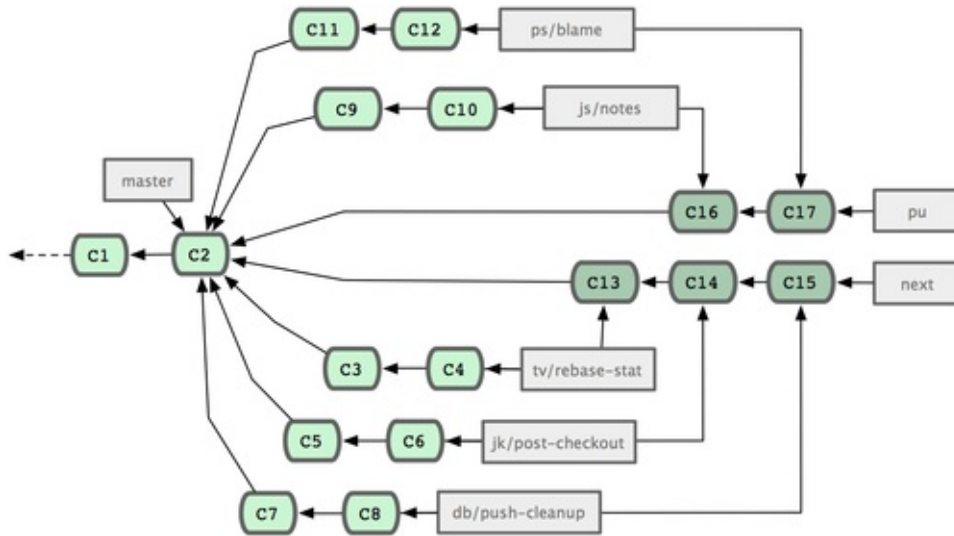 C11 C12 ps/blame
C9 C10 js/notes
master
C16 C17 pu
C1 C2
C13 C14 C15 next
C3 C4 tv/rebase-stat
C5 C6 jk/post-checkout
C7 C8 db/push-cleanup